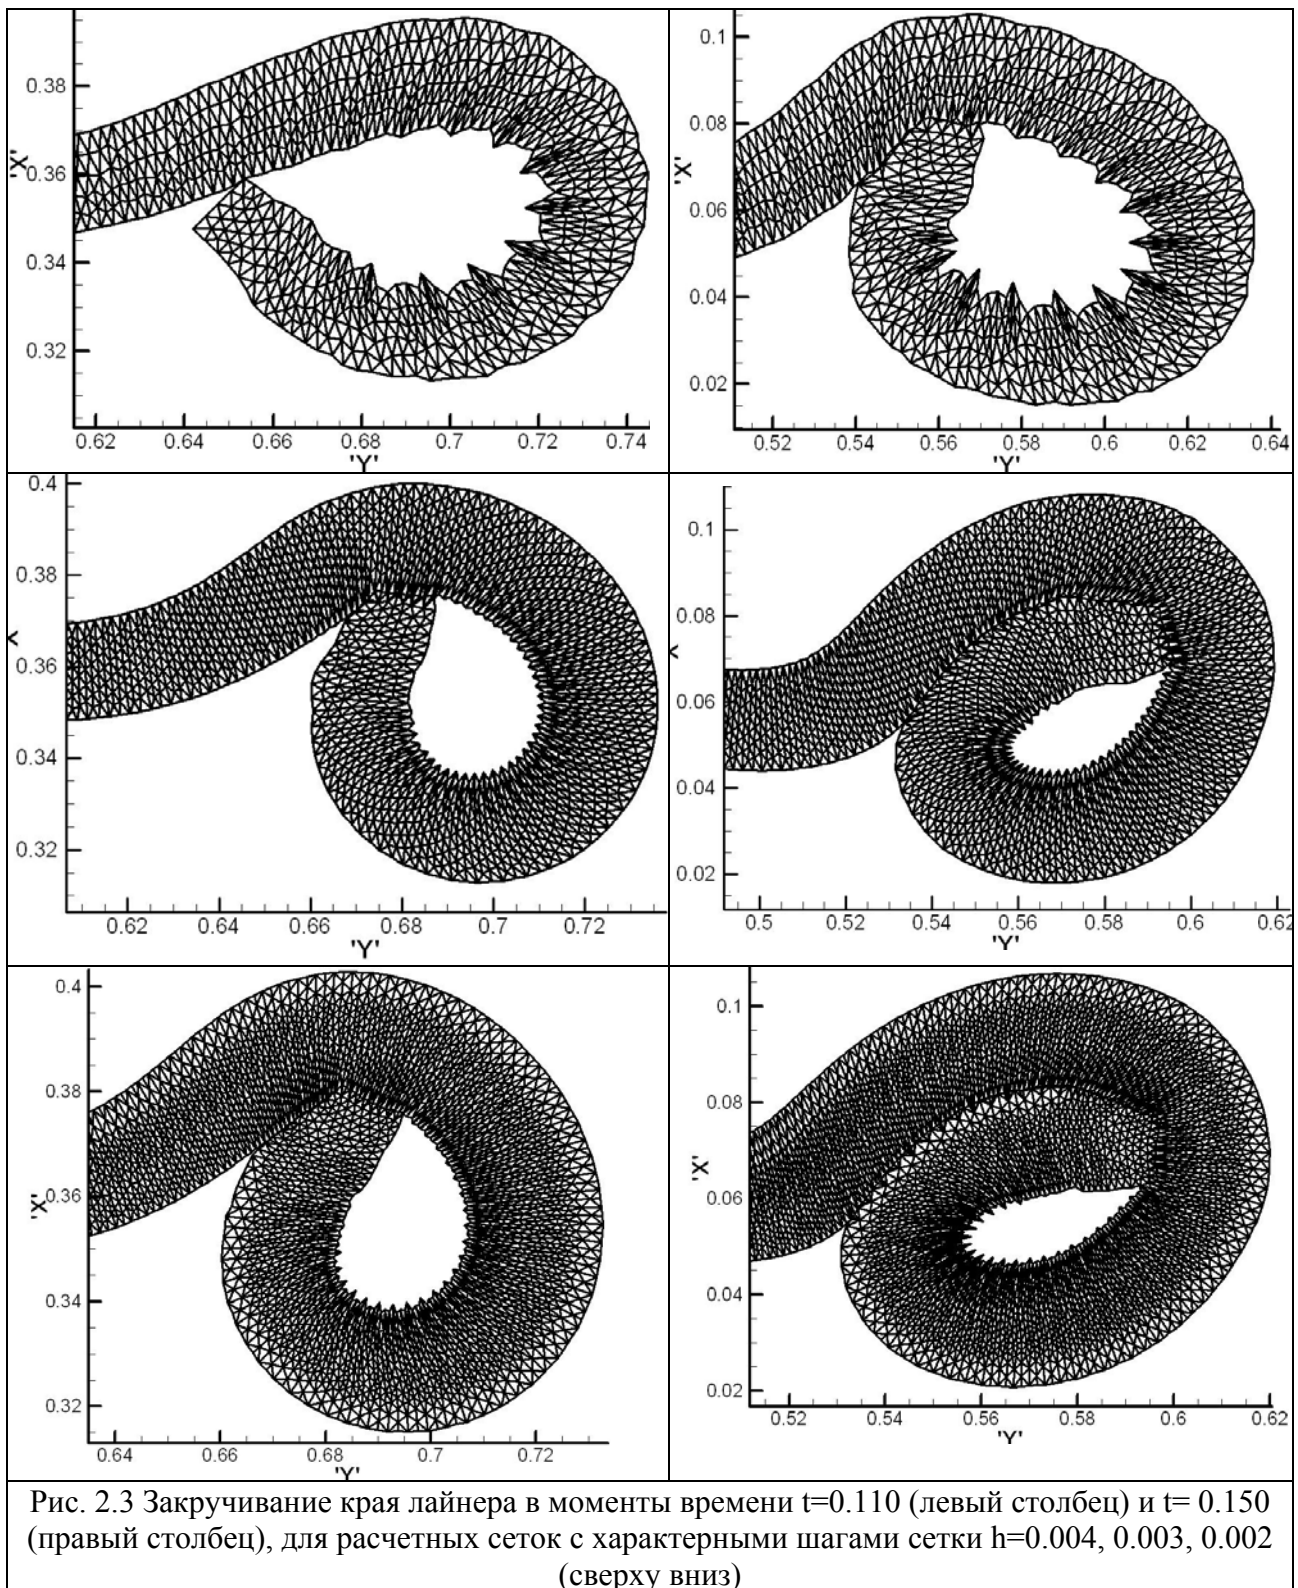 0.38
0.36
0.34
0.32
'X'
0.62 0.64 0.66 0.68 0.7 0.72 0.74
'Y'
0.1
0.08
0.06
0.04
0.02
'X'
0.52 0.54 0.56 0.58 0.6 0.62 0.64
'Y'
0.4
0.38
0.36
0.34
0.32
0.62 0.64 0.66 0.68 0.7 0.72
'Y'
0.1
0.08
0.06
0.04
0.02
0.5 0.52 0.54 0.56 0.58 0.6 0.62
'Y'
0.4
0.38
0.36
0.34
0.32
'X'
0.64 0.66 0.68 0.7 0.72
'Y'
0.1
0.08
0.06
0.04
0.02
'X'
0.52 0.54 0.56 0.58 0.6 0.62
'Y'
Рис. 2.3 Закручивание края лайнера в моменты времени t=0.110 (левый столбец) и t= 0.150
(правый столбец), для расчетных сеток с характерными шагами сетки h=0.004, 0.003, 0.002
(сверху вниз)